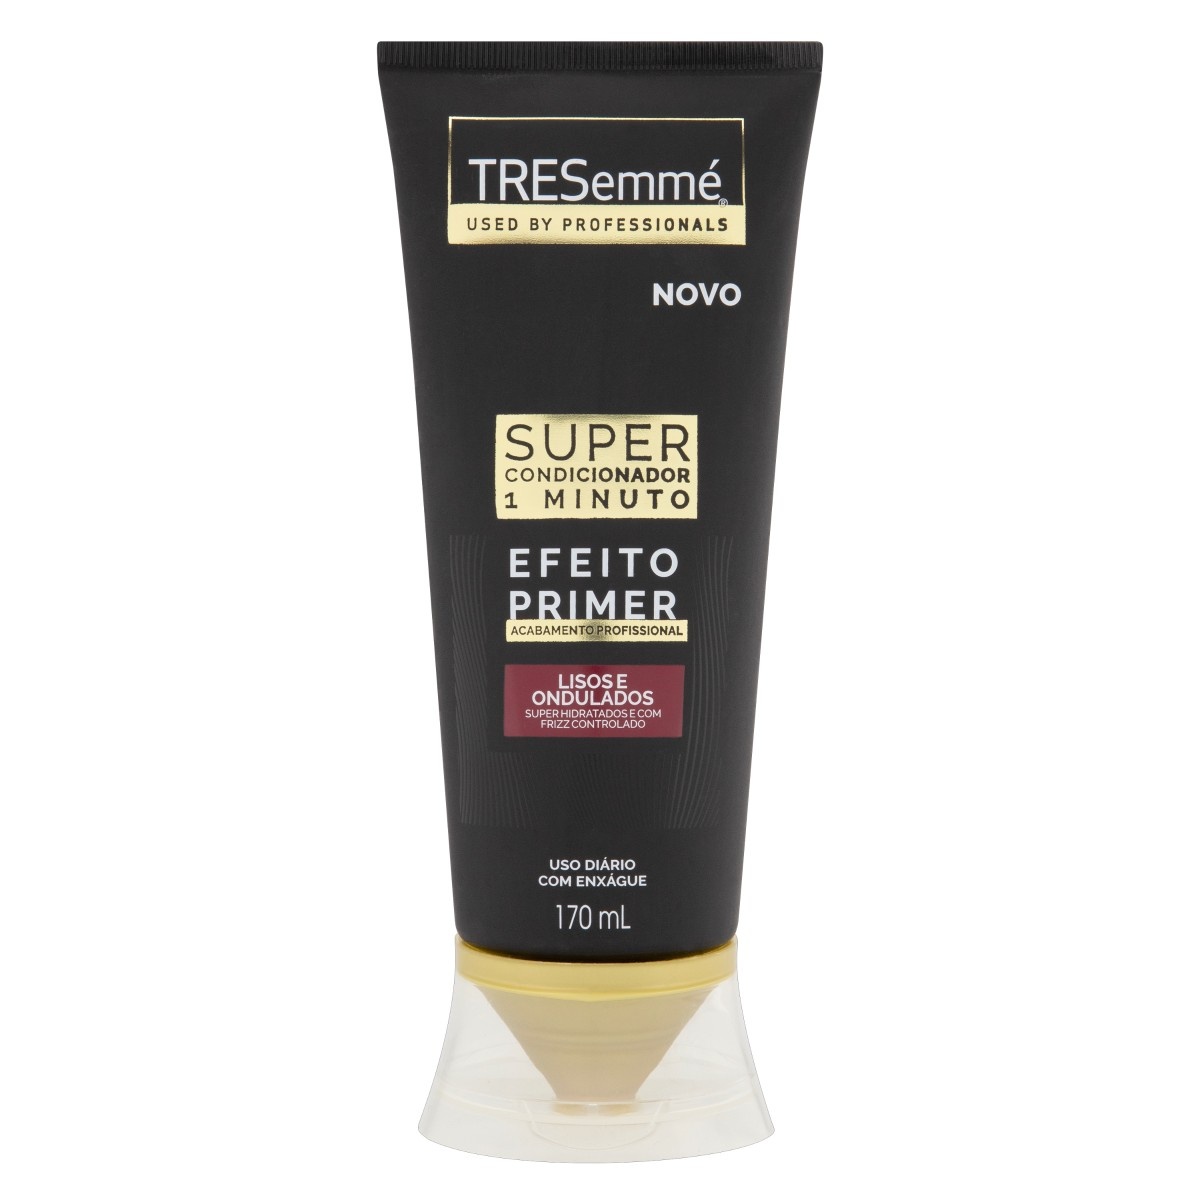 TRESemmé®
USED BY PROFESSIONALS
NOVO
SUPER
CONDICIONADOR
1 MINUTO
EFEITO
PRIMER
ACABAMENTO PROFISSIONAL
LISOS E
ONDULADOS
SUPER HIDRATADOS E COM
FRIZZ CONTROLADO
USO DIÁRIO
COM ENXÁGUE
170 mL